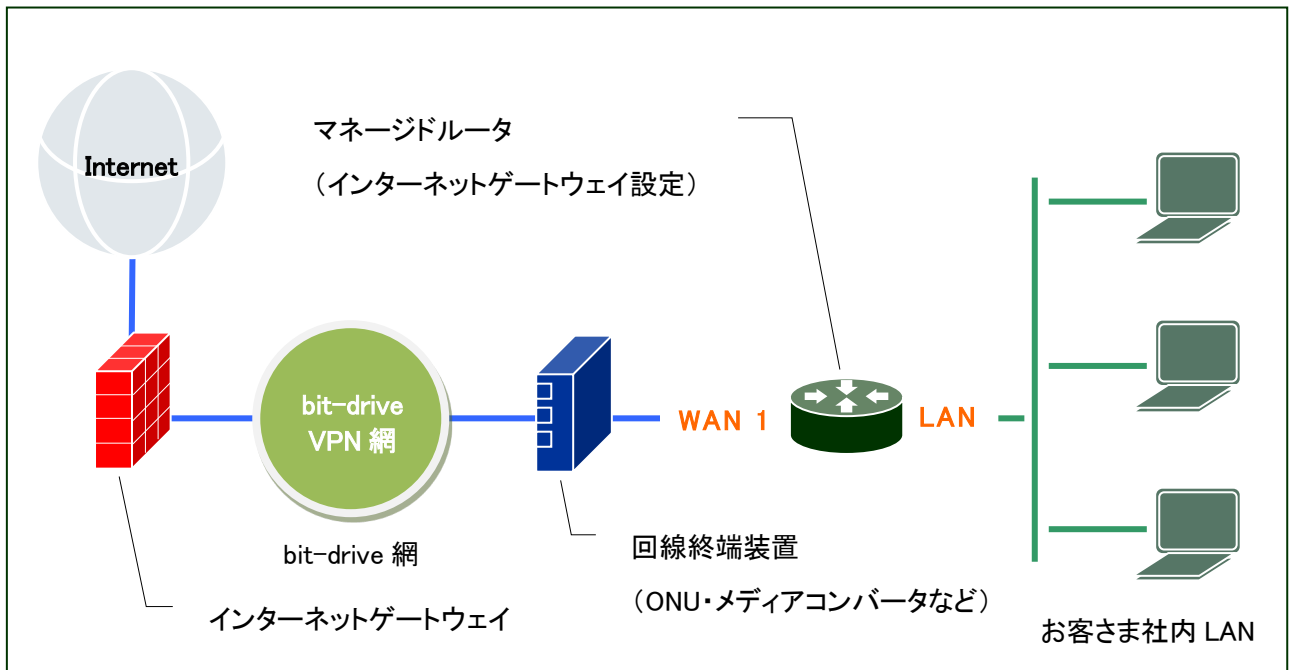 マネージドルータ
（インターネットゲートウェイ設定）
Internet
bit-drive
VPN 網
WAN 1
LAN
bit-drive 網
インターネットゲートウェイ
回線終端装置
（ONU・メディアコンバータなど）
お客さま社内 LAN